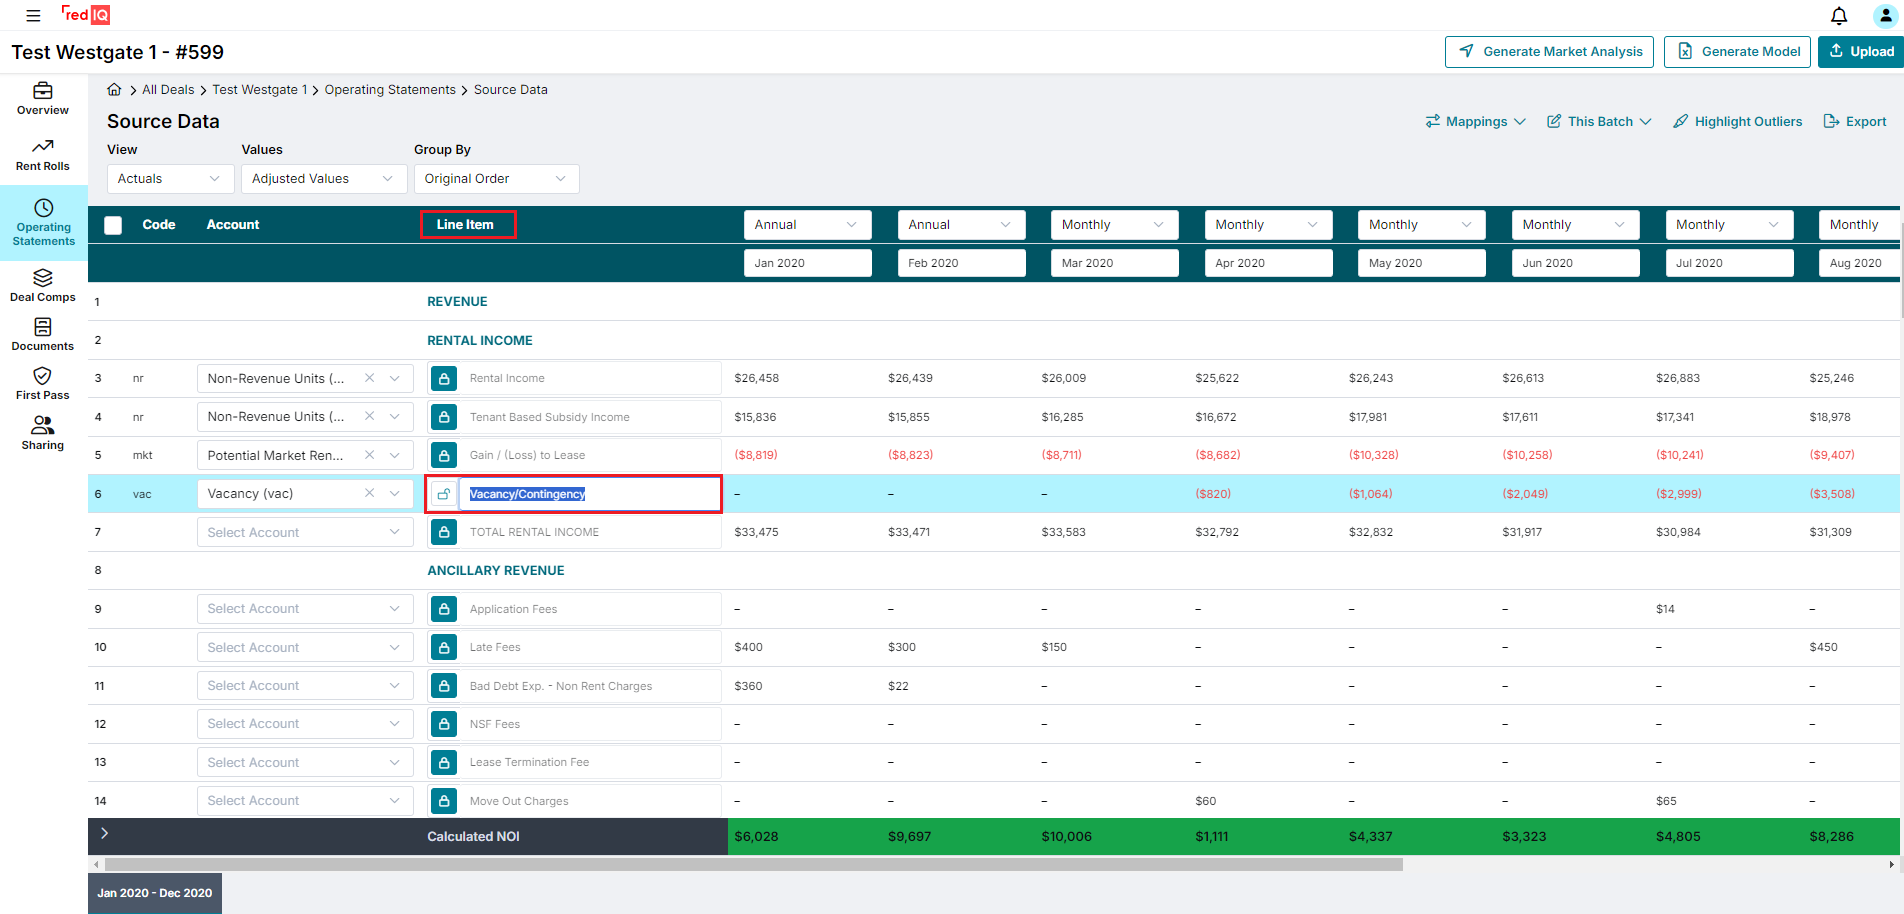 red IQ
Test Westgate 1 - #599
Generate Market Analysis
Generate Model
Upload
Overview
Rent Rolls
Operating
Statements
Deal Comps
Documents
First Pass
Sharing
All Deals > Test Westgate 1 > Operating Statements > Source Data
Source Data
Mappings
This Batch
Highlight Outliers
Export
View Values Group By
Actuals Adjusted Values Original Order
Code Account Line Item Annual Annual Monthly Monthly Monthly Monthly Monthly Monthly
Jan 2020 Feb 2020 Mar 2020 Apr 2020 May 2020 Jun 2020 Jul 2020 Aug 2020
1 REVENUE
2 RENTAL INCOME
3 nr Non-Revenue Units (... Rental Income $26,458 $26,439 $26,009 $25,622 $26,243 $26,613 $26,883 $25,246
4 nr Non-Revenue Units (... Tenant Based Subsidy Income $15,836 $15,855 $16,285 $16,672 $17,981 $17,611 $17,341 $18,978
5 mkt Potential Market Ren... Gain / (Loss) to Lease ($8,819) ($8,823) ($8,711) ($8,682) ($10,328) ($10,258) ($10,241) ($9,407)
6 vac Vacancy (vac) Vacancy/Contingency – – – ($820) ($1,064) ($2,049) ($2,999) ($3,508)
7 Select Account TOTAL RENTAL INCOME $33,475 $33,471 $33,583 $32,792 $32,832 $31,917 $30,984 $31,309
8 ANCILLARY REVENUE
9 Select Account Application Fees – – – – – – $14 –
10 Select Account Late Fees $400 $300 $150 – – – – $450
11 Select Account Bad Debt Exp. - Non Rent Charges $360 $22 – – – – – –
12 Select Account NSF Fees – – – – – – – –
13 Select Account Lease Termination Fee – – – – – – – –
14 Select Account Move Out Charges – – – $60 – – $65 –
Calculated NOI $6,028 $9,697 $10,006 $1,111 $4,337 $3,323 $4,805 $8,286
Jan 2020 - Dec 2020